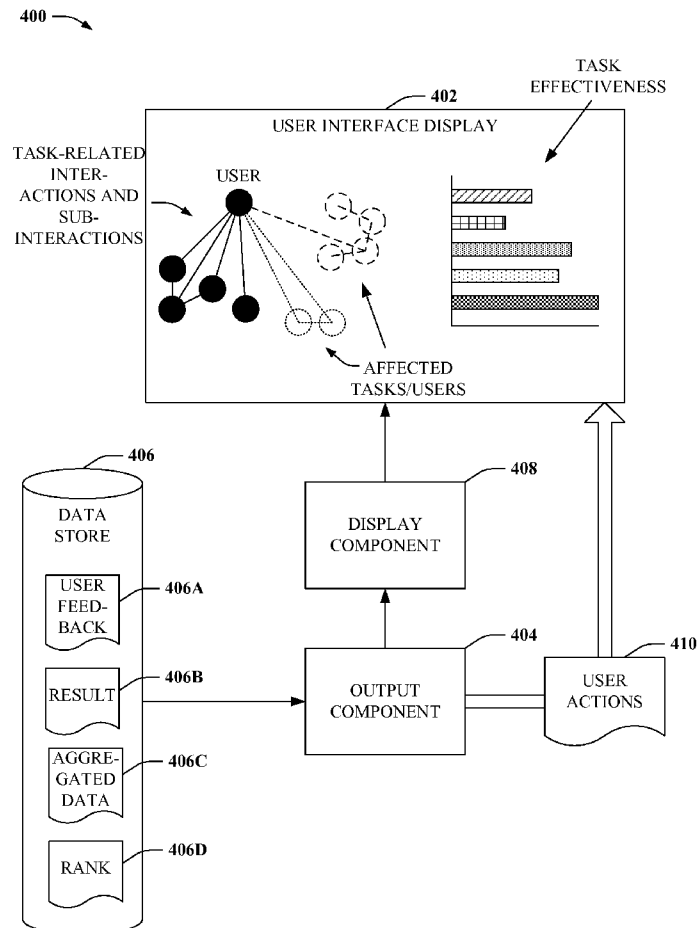 400
TASK
EFFECTIVENESS
402
USER INTERFACE DISPLAY
TASK-RELATED
INTER-
ACTIONS AND
SUB-
INTERACTIONS
USER
AFFECTED
TASKS/USERS
406
DATA
STORE
USER
FEED-
BACK
406A
RESULT
406B
AGGRE-
GATED
DATA
406C
RANK
406D
408
DISPLAY
COMPONENT
404
OUTPUT
COMPONENT
410
USER
ACTIONS